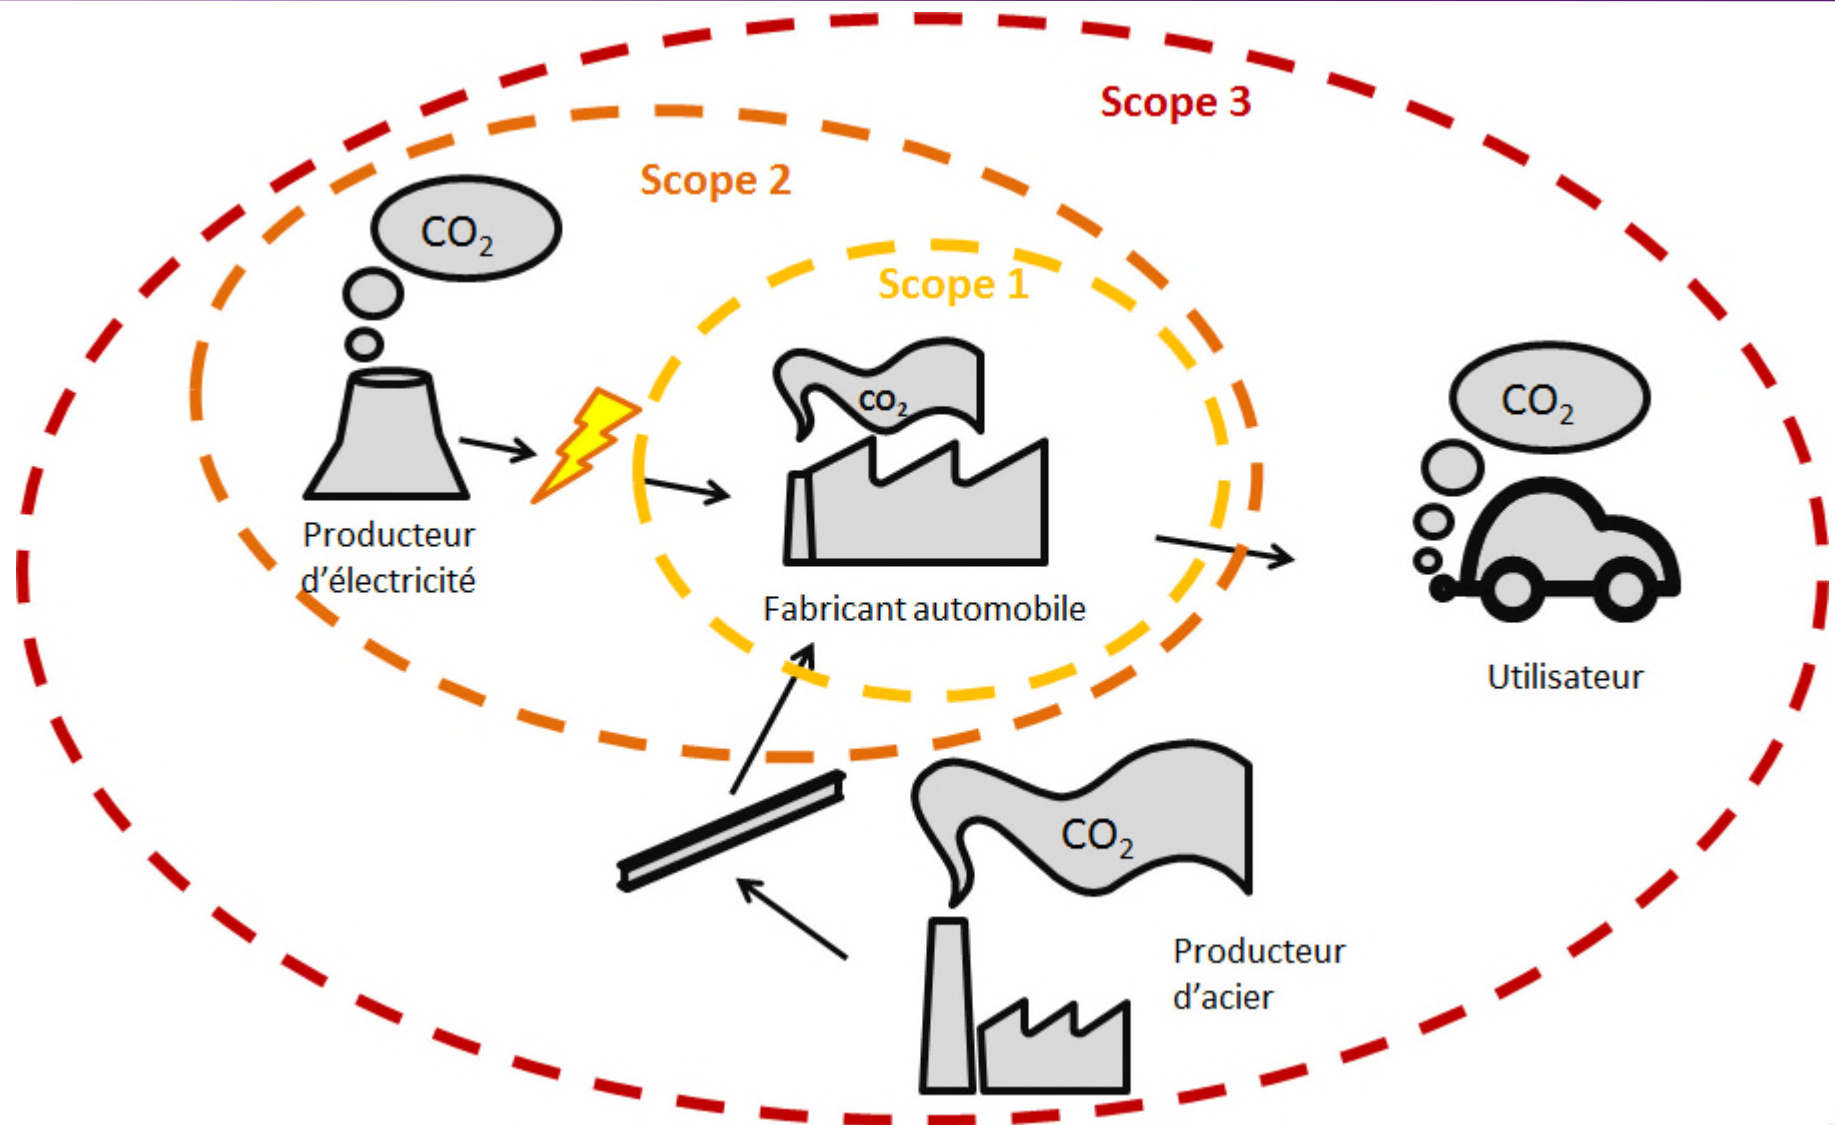 Scope 3
Scope 2
CO₂
Scope 1
CO₂
CO₂
Producteur
d’électricité
Fabricant automobile
Utilisateur
CO₂
Producteur
d’acier